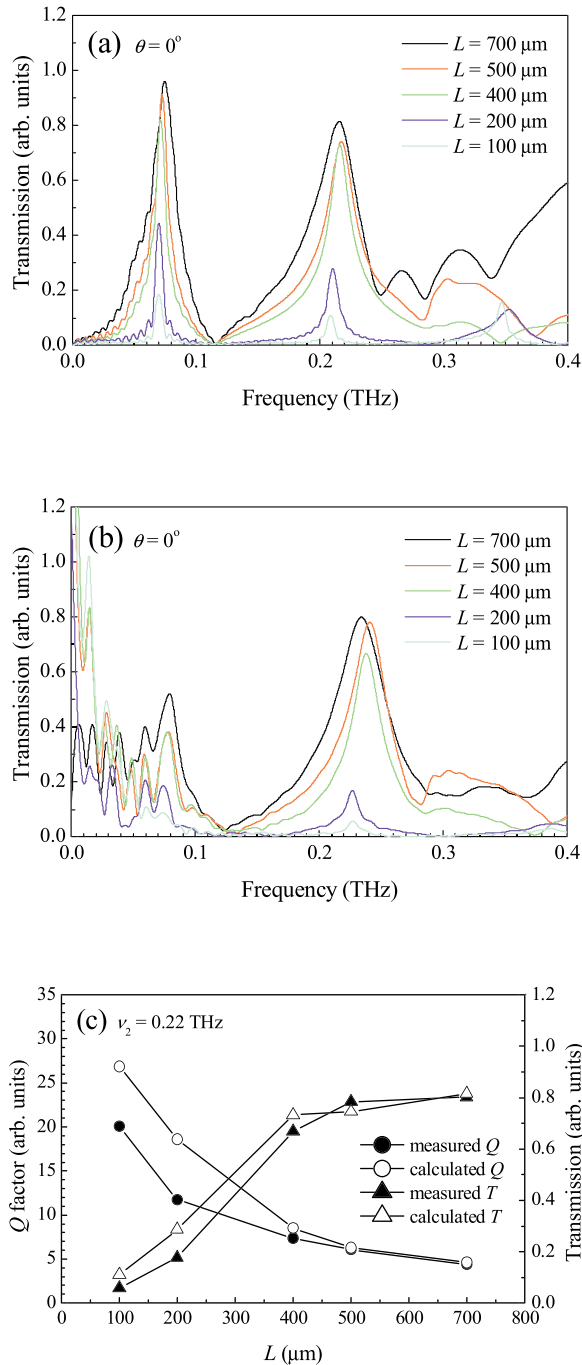 (a) θ = 0°
L = 700 μm
L = 500 μm
L = 400 μm
L = 200 μm
L = 100 μm
1.2
1.0
0.8
0.6
0.4
0.2
0.0
Transmission (arb. units)
0.0 0.1 0.2 0.3 0.4
Frequency (THz)
(b) θ = 0°
L = 700 μm
L = 500 μm
L = 400 μm
L = 200 μm
L = 100 μm
1.2
1.0
0.8
0.6
0.4
0.2
0.0
Transmission (arb. units)
0.0 0.1 0.2 0.3 0.4
Frequency (THz)
(c) ν2 = 0.22 THz
35
30
25
20
15
10
5
0
Q factor (arb. units)
measured Q
calculated Q
measured T
calculated T
1.2
1.0
0.8
0.6
0.4
0.2
0.0
Transmission (arb. units)
0 100 200 300 400 500 600 700 800
L (μm)